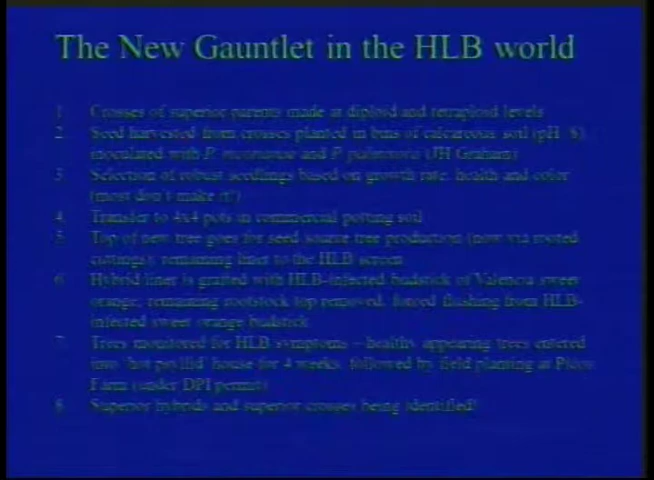 The New Gauntlet in the HLB world
1. Crosses of superior parents made at diploid and tetraploid levels
2. Seed harvested from crosses planted in bins of calcareous soil (pH 8),
inoculated with P. nicotianae and P. palmivora (JH Graham)
3. Selection of robust seedlings based on growth rate, health and color
(most don't make it!)
4. Transfer to 4x4 pots in commercial potting soil
5. Top of new tree goes for seed source tree production (now via rooted
cuttings); remaining liner to the HLB screen
6. Hybrid liner is grafted with HLB-infected budstick of Valencia sweet
orange; remaining rootstock top removed, forced flushing from HLB-
infected sweet orange budstick
7. Trees monitored for HLB symptoms – healthy appearing trees entered
into 'hot psyllid' house for 4 weeks, followed by field planting at
Farm (under DPI permit)
8. Superior hybrids and superior crosses being identified!